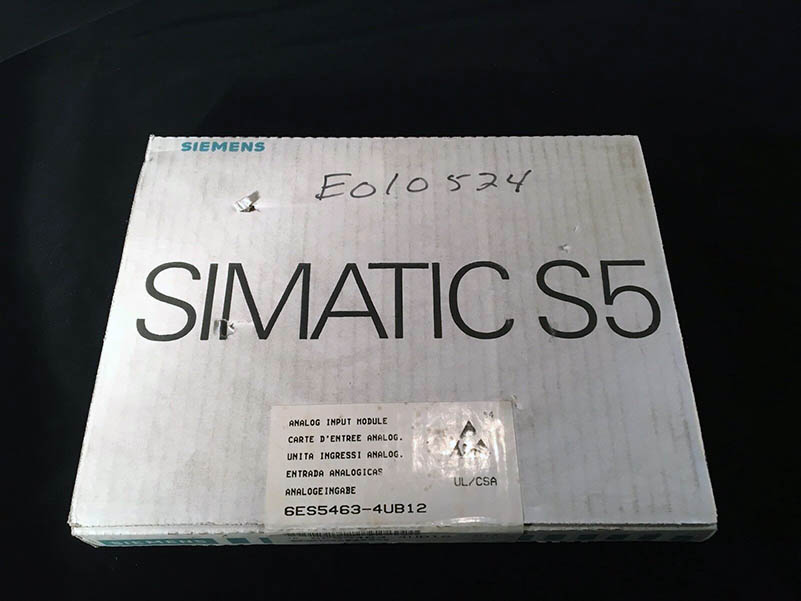 SIEMENS
E010524
SIMATIC S5
ANALOG INPUT MODULE
CARTE D'ENTREE ANALOG.
UNITA INGRESSI ANALOG.
ENTRADA ANALOGICAS
ANALOGEINGABE
UL/CSA
6ES5463-4UB12
SIEMENS